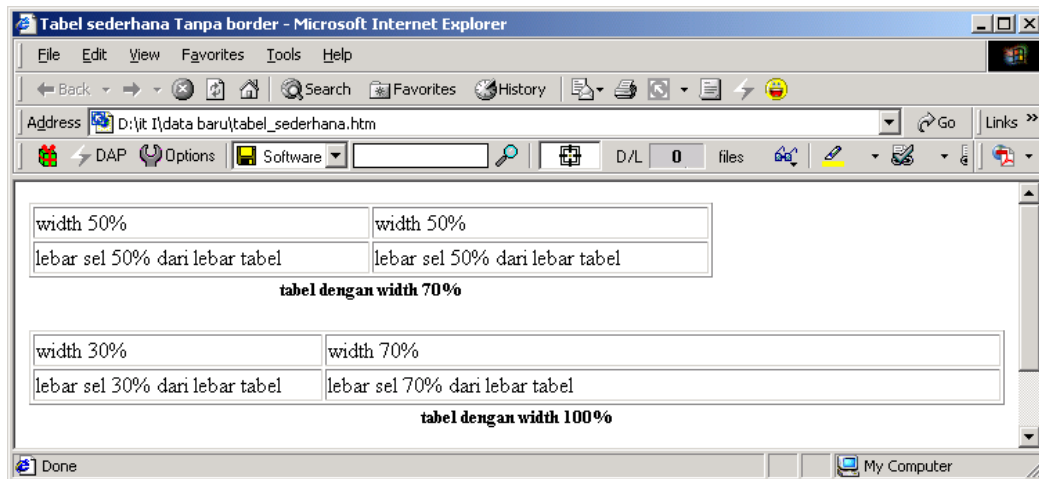 Tabel sederhana Tanpa border - Microsoft Internet Explorer
File Edit View Favorites Tools Help
Back Search Favorites History
Address D:\it I\data baru\tabel_sederhana.htm Go Links »
DAP Options Software D/L 0 files
width 50% width 50%
lebar sel 50% dari lebar tabel lebar sel 50% dari lebar tabel
tabel dengan width 70%
width 30% width 70%
lebar sel 30% dari lebar tabel lebar sel 70% dari lebar tabel
tabel dengan width 100%
Done My Computer